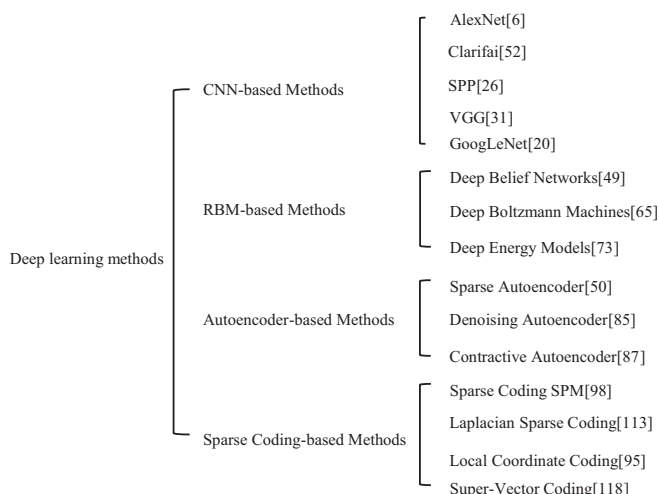 Deep learning methods
CNN-based Methods
AlexNet[6]
Clarifai[52]
SPP[26]
VGG[31]
GoogLeNet[20]
RBM-based Methods
Deep Belief Networks[49]
Deep Boltzmann Machines[65]
Deep Energy Models[73]
Autoencoder-based Methods
Sparse Autoencoder[50]
Denoising Autoencoder[85]
Contractive Autoencoder[87]
Sparse Coding-based Methods
Sparse Coding SPM[98]
Laplacian Sparse Coding[113]
Local Coordinate Coding[95]
Super-Vector Coding[118]